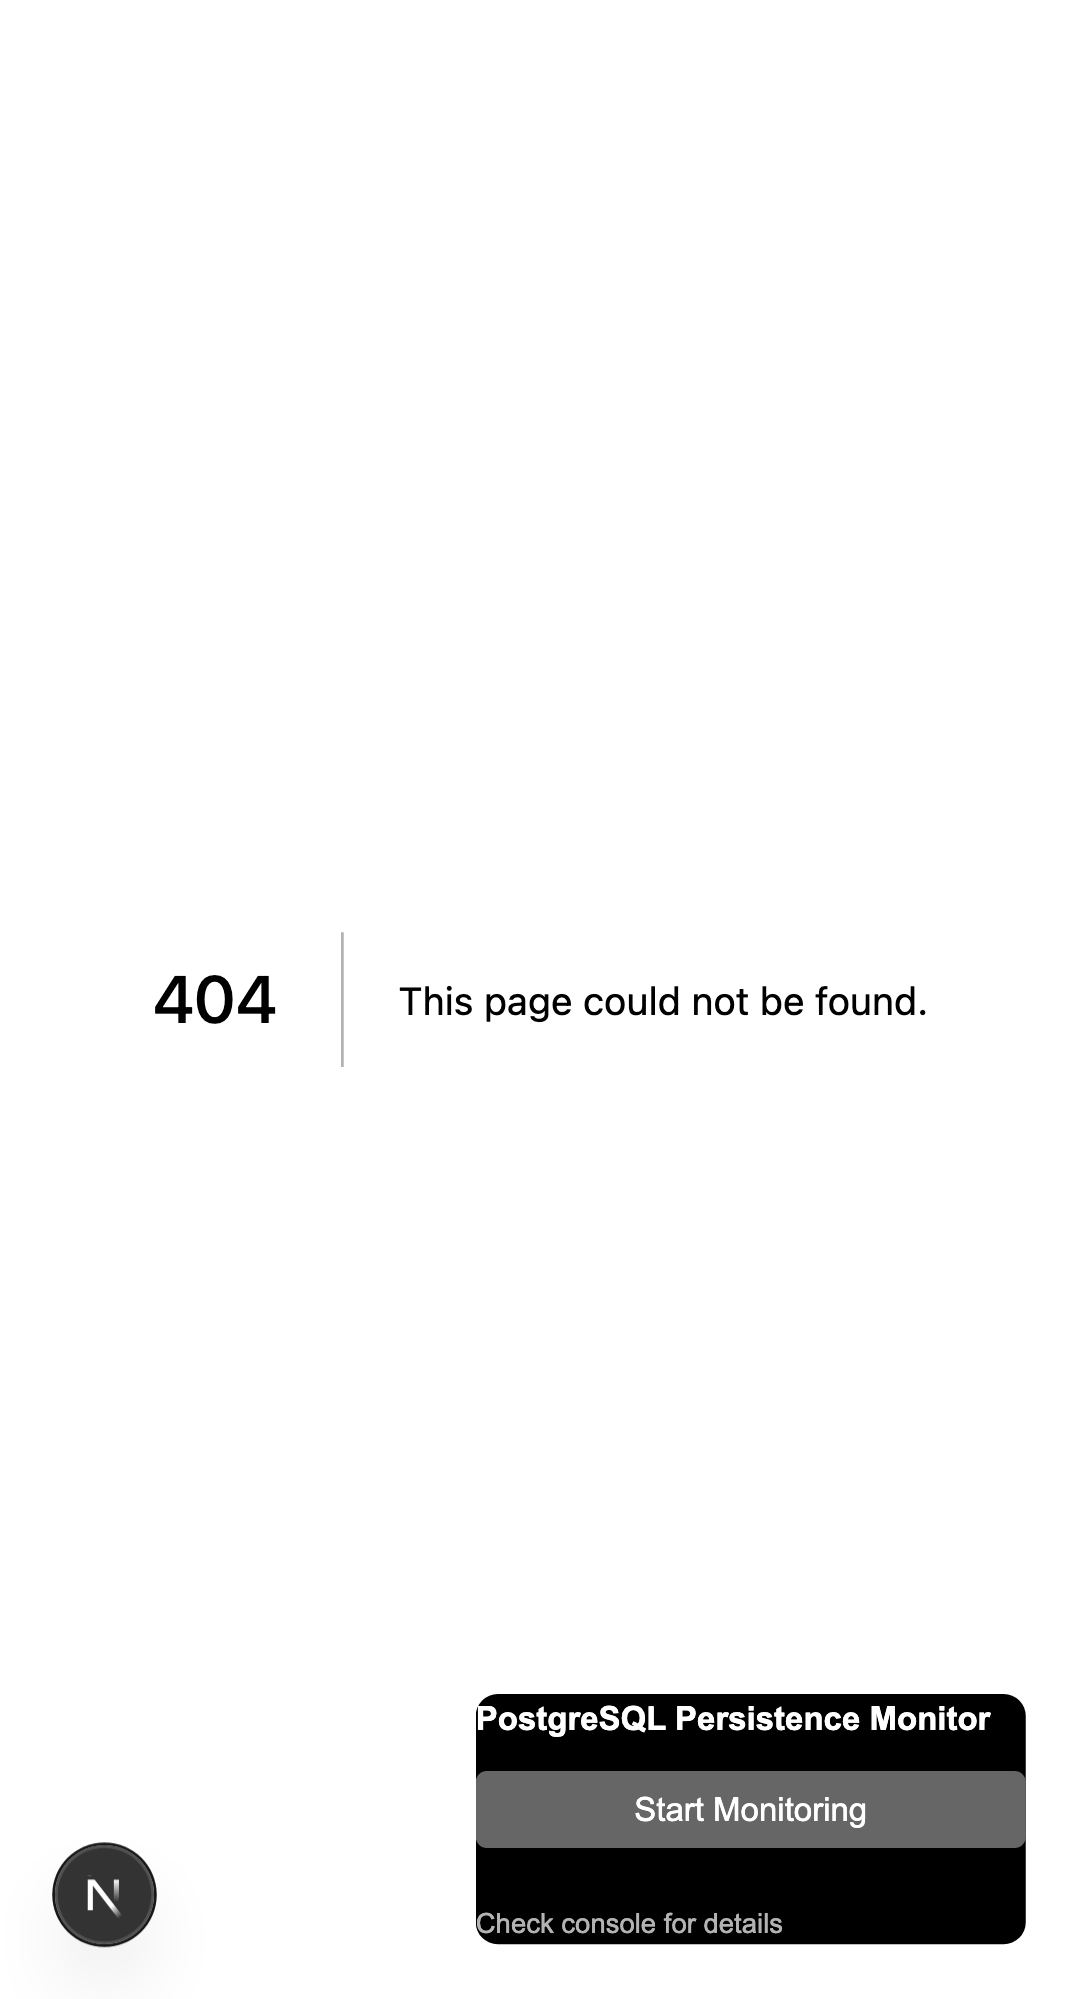 404
This page could not be found.
PostgreSQL Persistence Monitor
Start Monitoring
Check console for details
N